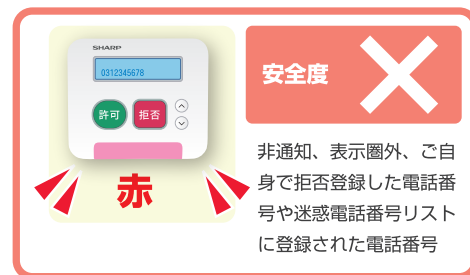 SHARP
0312345678
許可
拒否
赤
安全度
非通知、表示圏外、ご自
身で拒否登録した電話番
号や迷惑電話番号リスト
に登録された電話番号